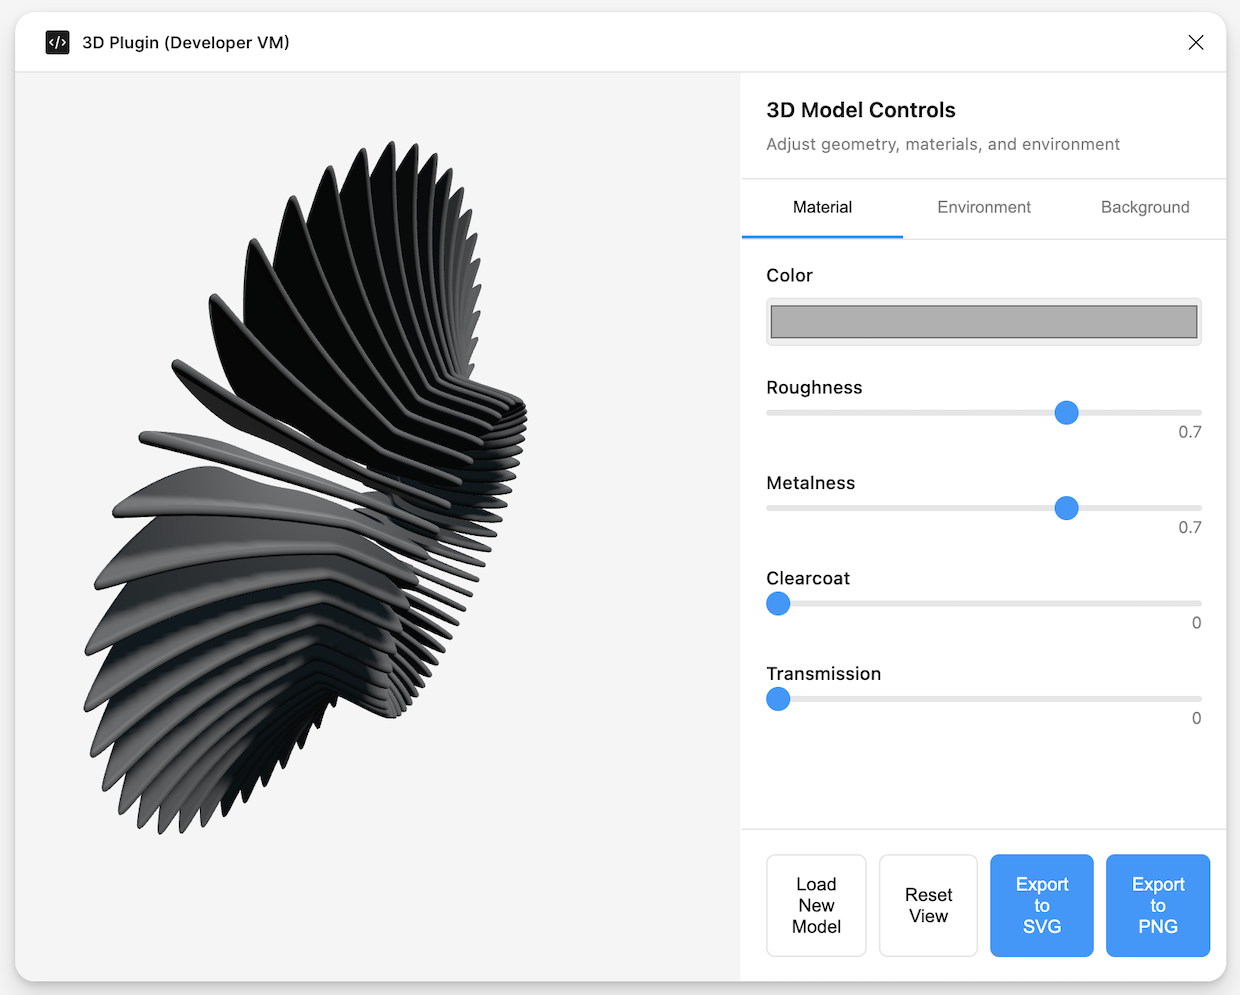 3D Plugin (Developer VM)
3D Model Controls
Adjust geometry, materials, and environment
Material
Environment
Background
Color
Roughness
0.7
Metalness
0.7
Clearcoat
0
Transmission
0
Load
New
Model
Reset
View
Export
to
SVG
Export
to
PNG